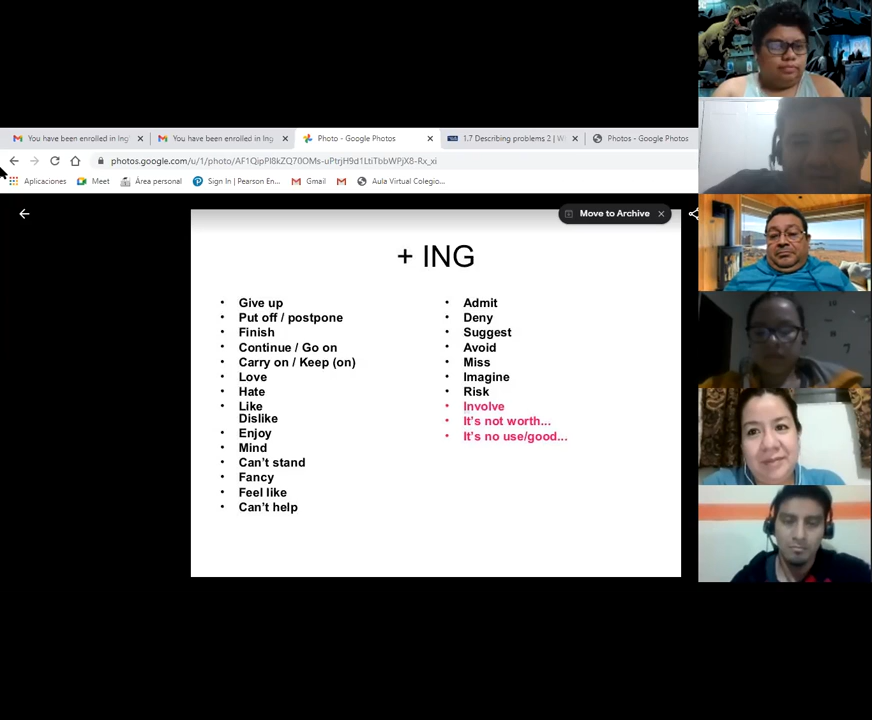 You have been enrolled in Ing
You have been enrolled in Ing
Photo - Google Photos
1.7 Describing problems 2 | W
Photos - Google Photos
photos.google.com/u/1/photo/AF1QipPI8kZQ70OMs-uPtrjH9d1LtiTbbWPjX8-Rx_xi
Aplicaciones
Meet
Área personal
Sign In | Pearson En...
Gmail
Aula Virtual Colegio...
Move to Archive
+ ING
• Give up
• Put off / postpone
• Finish
• Continue / Go on
• Carry on / Keep (on)
• Love
• Hate
• Like
Dislike
• Enjoy
• Mind
• Can't stand
• Fancy
• Feel like
• Can't help
• Admit
• Deny
• Suggest
• Avoid
• Miss
• Imagine
• Risk
• Involve
• It's not worth...
• It's no use/good...